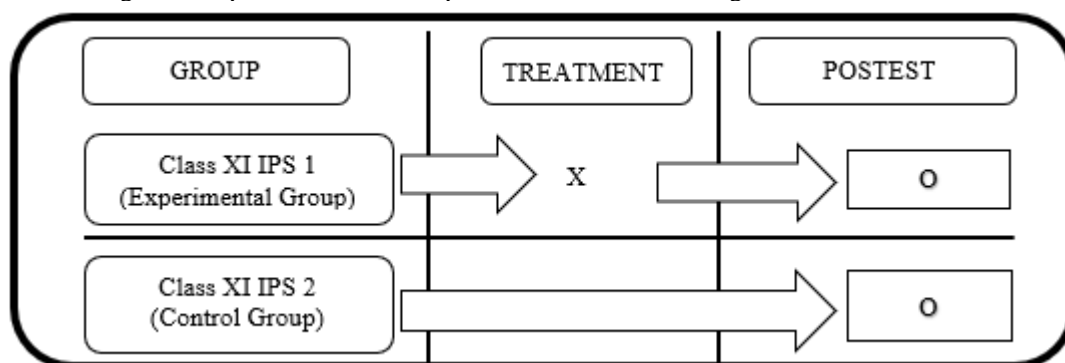 GROUP
TREATMENT
POSTEST
Class XI IPS 1
(Experimental Group)
X
O
Class XI IPS 2
(Control Group)
O